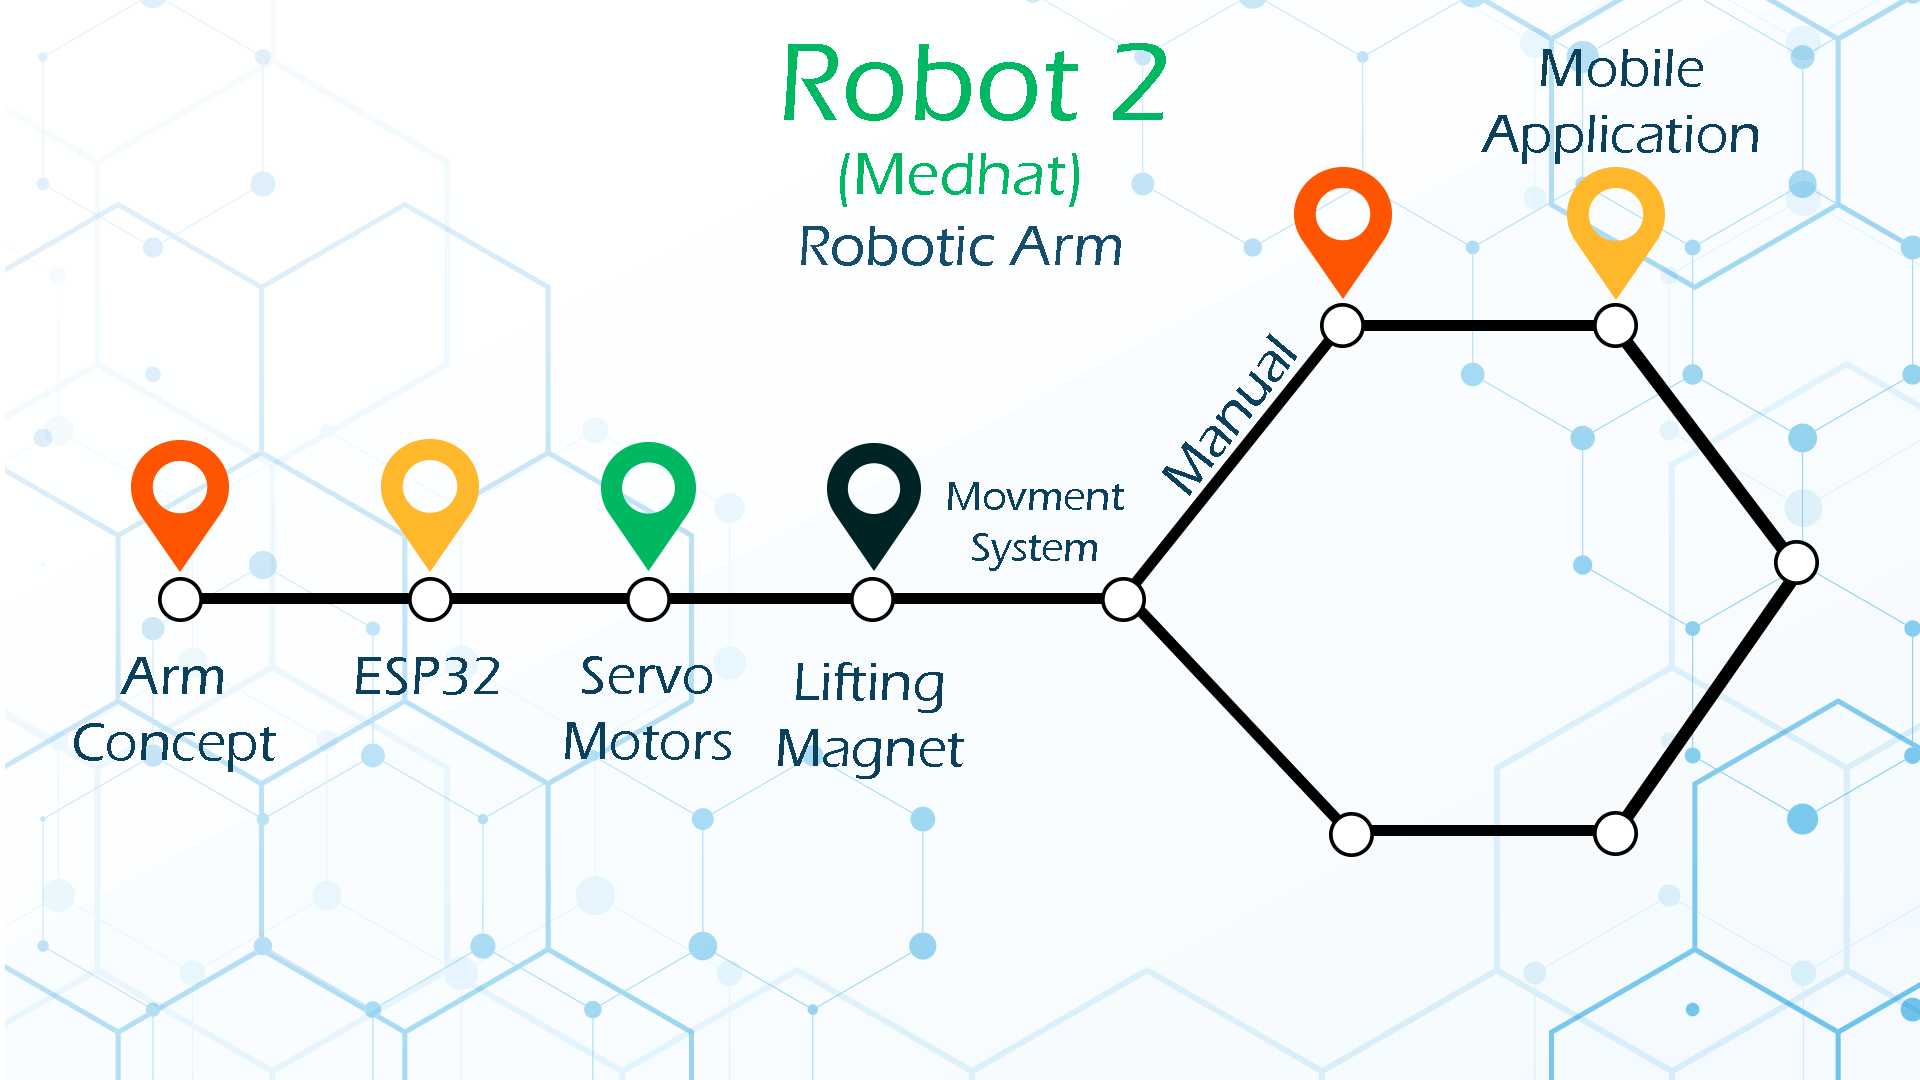 Robot 2
(Medhat)
Robotic Arm
Mobile
Application
Manual
Movment
System
Arm
Concept
ESP32
Servo
Motors
Lifting
Magnet